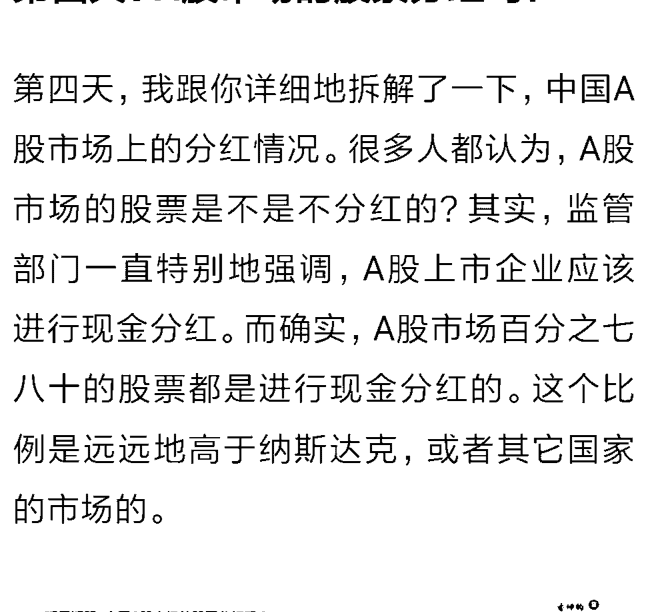 第四天，我跟你详细地拆解了一下，中国A
股市场上的分红情况。很多人都认为，A股
市场的股票是不是不分红的？其实，监管
部门一直特别地强调，A股上市企业应该
进行现金分红。而确实，A股市场百分之七
八十的股票都是进行现金分红的。这个比
例是远远地高于纳斯达克，或者其它国家
的市场的。